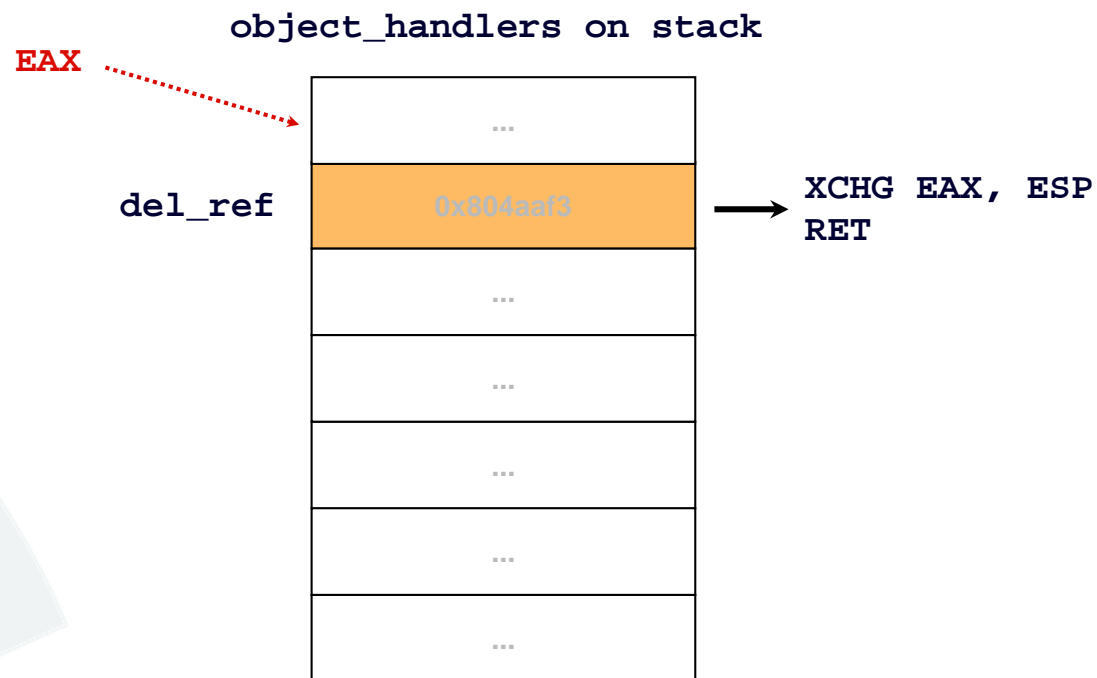 object_handlers on stack
EAX
...
del_ref
0x804aaf3
XCHG EAX, ESP
RET
...
...
...
...
...